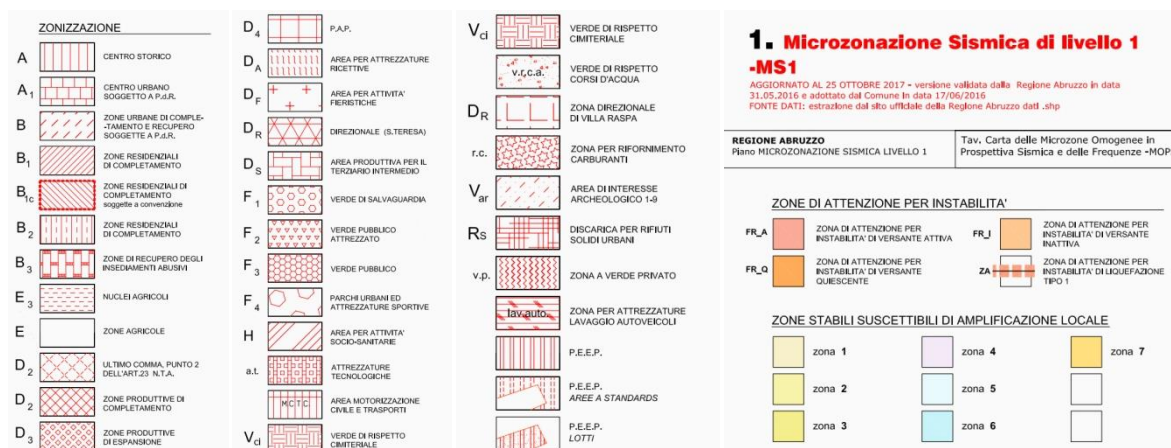 ZONIZZAZIONE
A
CENTRO STORICO
A1
CENTRO URBANO
SOGGETTO A P.d.R.
B
ZONE URBANE DI COMPLE-
-TAMENTO E RECUPERO
SOGGETTE A P.d.R.
B1
ZONE RESIDENZIALI
DI COMPLETAMENTO
B1c
ZONE RESIDENZIALI DI
COMPLETAMENTO
soggette a convenzione
B2
ZONE RESIDENZIALI
DI COMPLETAMENTO
B3
ZONE DI RECUPERO DEGLI
INSEDIAMENTI ABUSIVI
E3
NUCLEI AGRICOLI
E
ZONE AGRICOLE
D2
ULTIMO COMMA, PUNTO 2
DELL'ART.23 N.T.A.
D2
ZONE PRODUTTIVE DI
COMPLETAMENTO
D3
ZONE PRODUTTIVE
DI ESPANSIONE
D4
P.A.P.
DA
AREA PER ATTREZZATURE
RICETTIVE
DF
AREA PER ATTIVITA'
FIERISTICHE
DR
DIREZIONALE (S.TERESA)
DS
AREA PRODUTTIVA PER IL
TERZIARIO INTERMEDIO
F1
VERDE DI SALVAGUARDIA
F2
VERDE PUBBLICO
ATTREZZATO
F3
VERDE PUBBLICO
F4
PARCHI URBANI ED
ATTREZZATURE SPORTIVE
H
AREA PER ATTIVITA'
SOCIO-SANITARIE
a.t.
ATTREZZATURE
TECNOLOGICHE
M.C.T.C.
AREA MOTORIZZAZIONE
CIVILE E TRASPORTI
Vci
VERDE DI RISPETTO
CIMITERIALE
Vci
VERDE DI RISPETTO
CIMITERIALE
v.r.c.a.
VERDE DI RISPETTO
CORSI D'ACQUA
DR
ZONA DIREZIONALE
DI VILLA RASPA
r.c.
ZONA PER RIFORNIMENTO
CARBURANTI
Var
AREA DI INTERESSE
ARCHEOLOGICO 1-9
Rs
DISCARICA PER RIFIUTI
SOLIDI URBANI
v.p.
ZONA A VERDE PRIVATO
lav.auto.
ZONA PER ATTREZZATURE
LAVAGGIO AUTOVEICOLI
P.E.E.P.
P.E.E.P.
AREE A STANDARDS
P.E.E.P.
LOTTI
1. Microzonazione Sismica di livello 1
-MS1
AGGIORNATO AL 25 OTTOBRE 2017 - versione validata dalla Regione Abruzzo in data
31.05.2016 e adottato dal Comune in data 17/06/2016
FONTE DATI: estrazione dal sito ufficiale della Regione Abruzzo dati .shp
REGIONE ABRUZZO
Piano MICROZONAZIONE SISMICA LIVELLO 1
Tav. Carta delle Microzone Omogenee in
Prospettiva Sismica e delle Frequenze -MOP
ZONE DI ATTENZIONE PER INSTABILITA'
FR_A
ZONA DI ATTENZIONE PER
INSTABILITA' DI VERSANTE ATTIVA
FR_I
ZONA DI ATTENZIONE PER
INSTABILITA' DI VERSANTE
INATTIVA
FR_Q
ZONA DI ATTENZIONE PER
INSTABILITA' DI VERSANTE
QUIESCENTE
ZA
ZONA DI ATTENZIONE PER
INSTABILITA' DI LIQUEFAZIONE
TIPO 1
ZONE STABILI SUSCETTIBILI DI AMPLIFICAZIONE LOCALE
zona 1
zona 4
zona 7
zona 2
zona 5
zona 3
zona 6